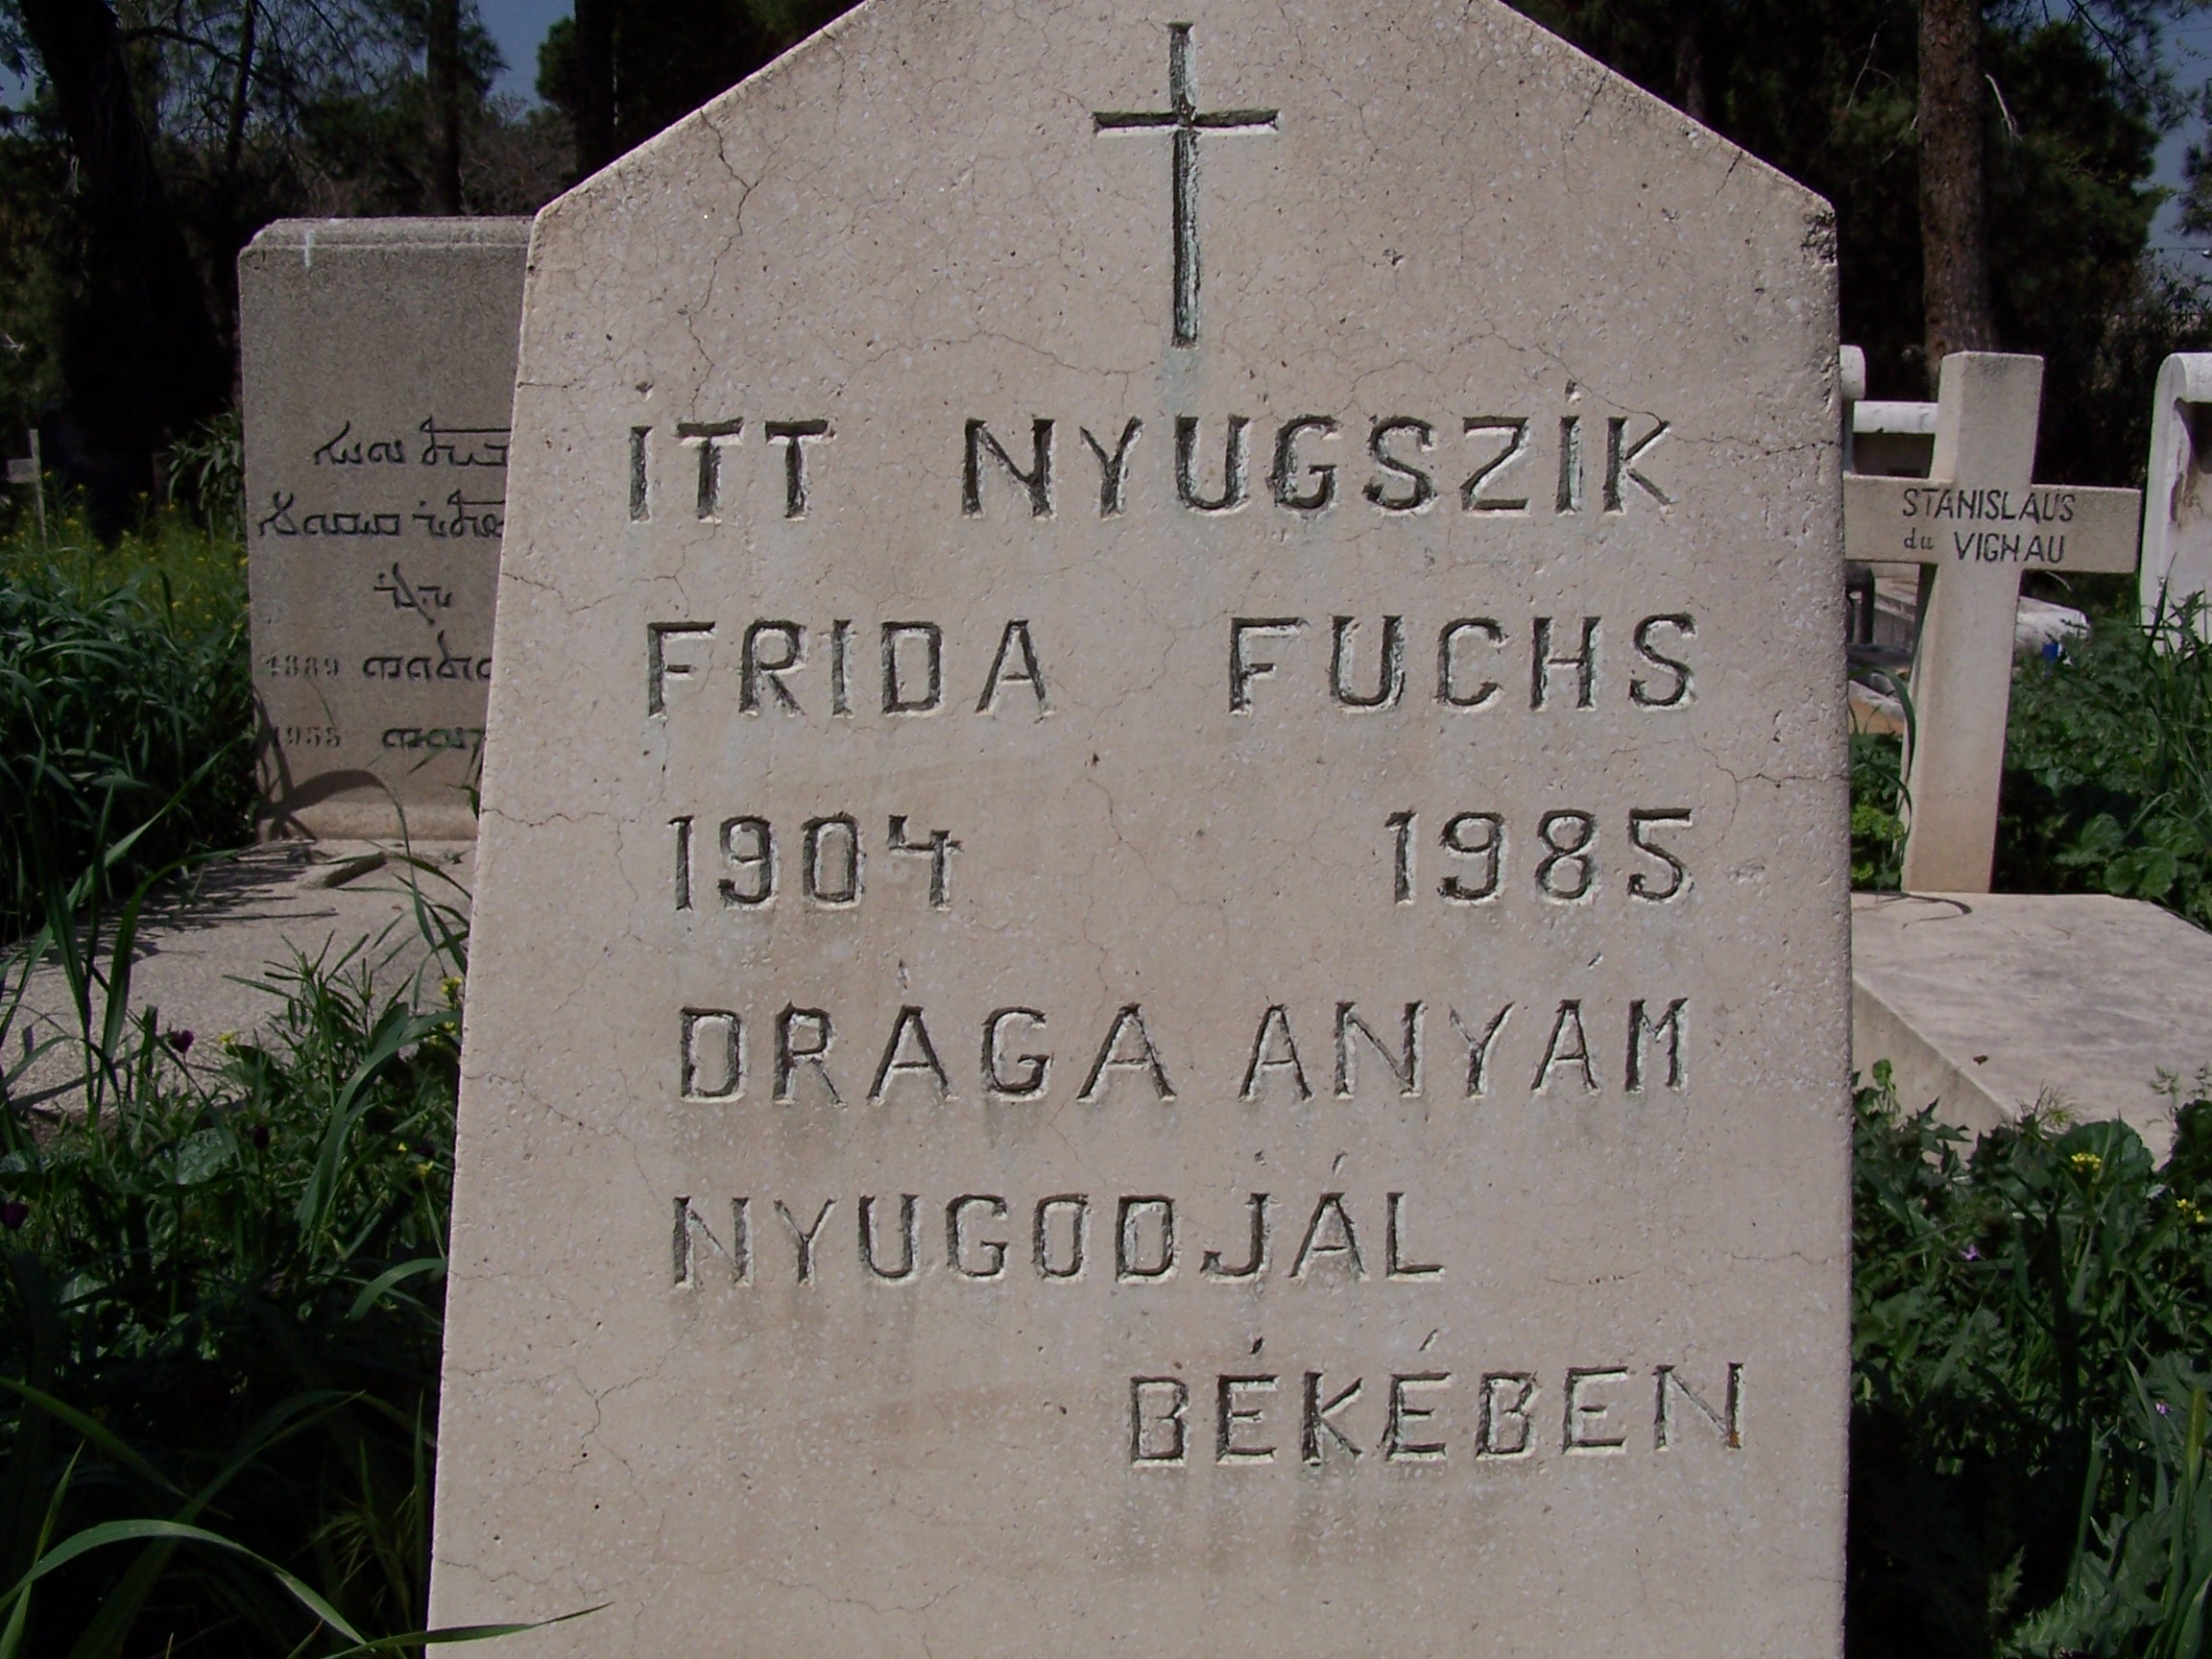 İTT NYUGSZİK
FRIDA FUCHS
1904 1985
DRÁGA ANYÁM
NYUGODJÁL
BÉKÉBEN
STANISLAUS
du VIGNAU
1889
1955